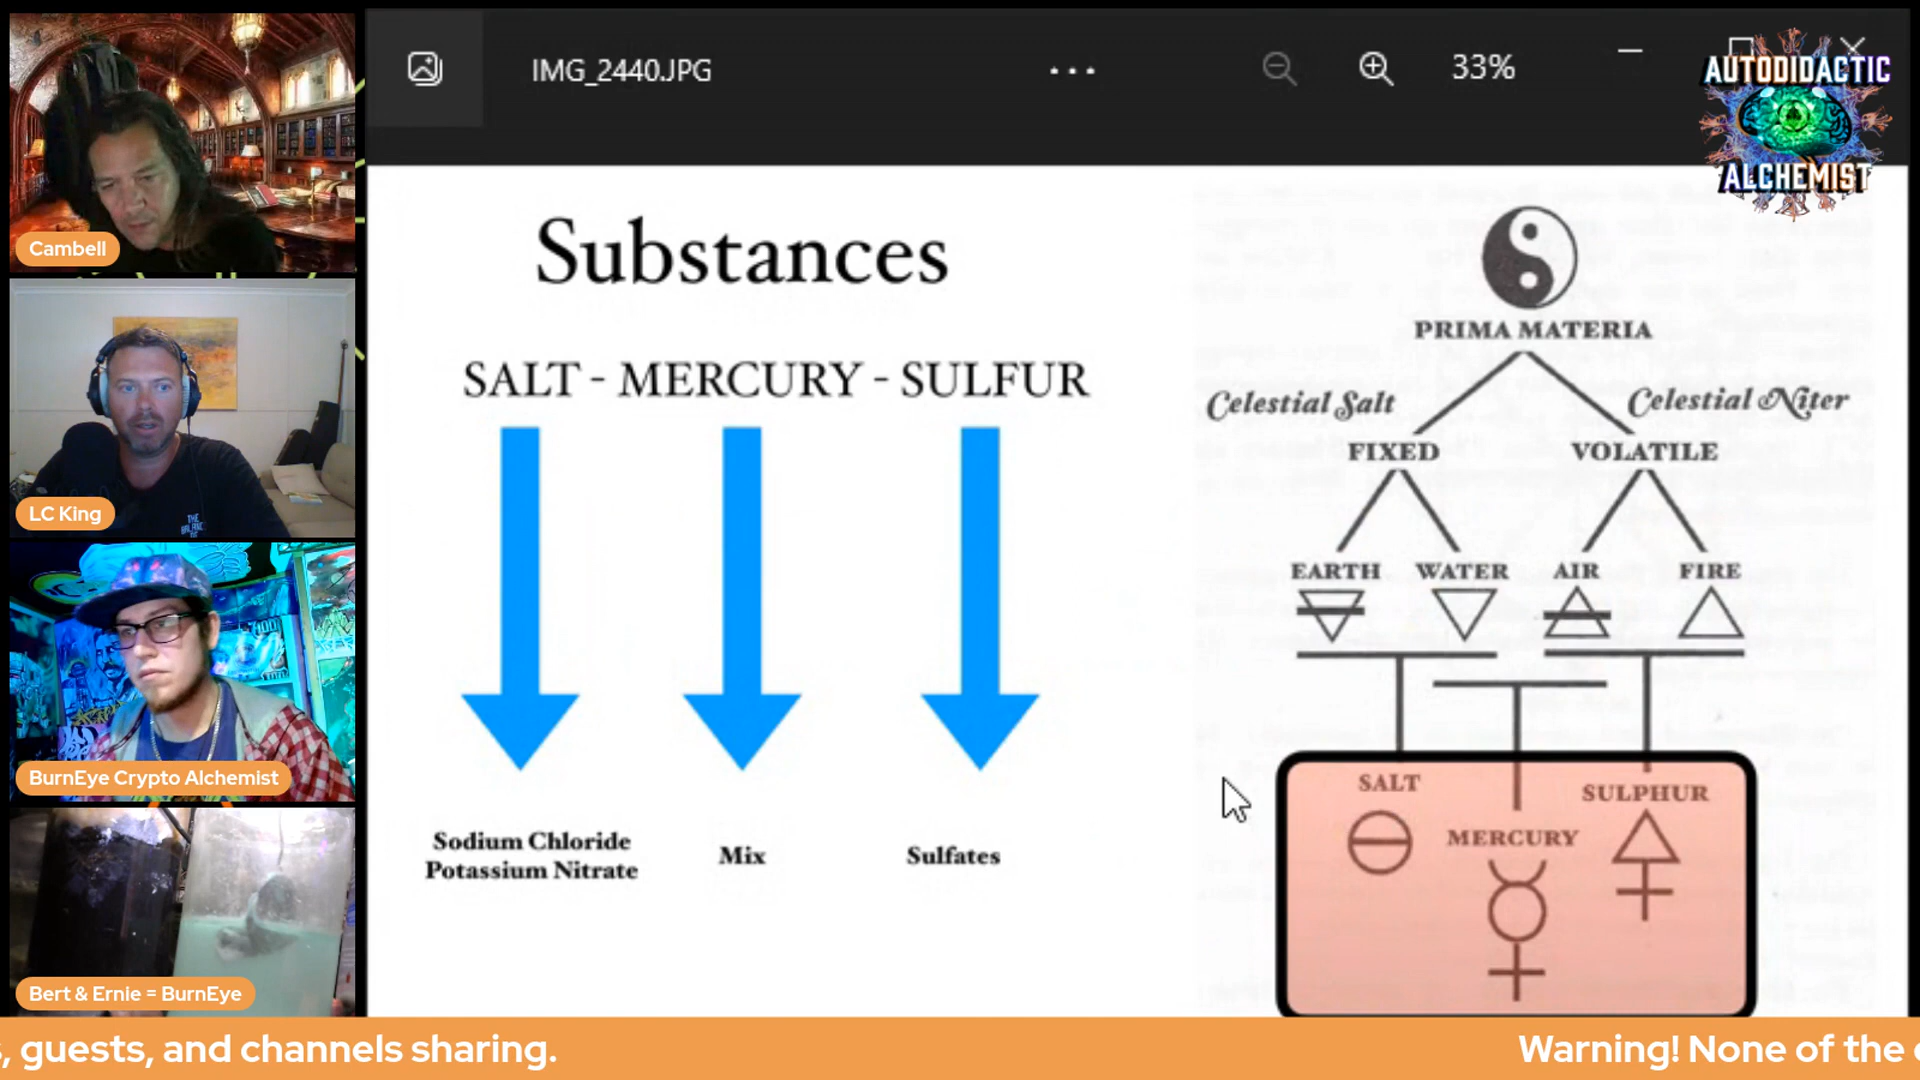 IMG_2440.JPG
33%
AUTODIDACTIC
ALCHEMIST
Cambell
LC King
BurnEye Crypto Alchemist
Bert & Ernie = BurnEye
Substances
SALT - MERCURY - SULFUR
Sodium Chloride
Potassium Nitrate
Mix
Sulfates
PRIMA MATERIA
Celestial Salt
Celestial Niter
FIXED
VOLATILE
EARTH WATER AIR FIRE
SALT
SULPHUR
MERCURY
, guests, and channels sharing.
Warning! None of the